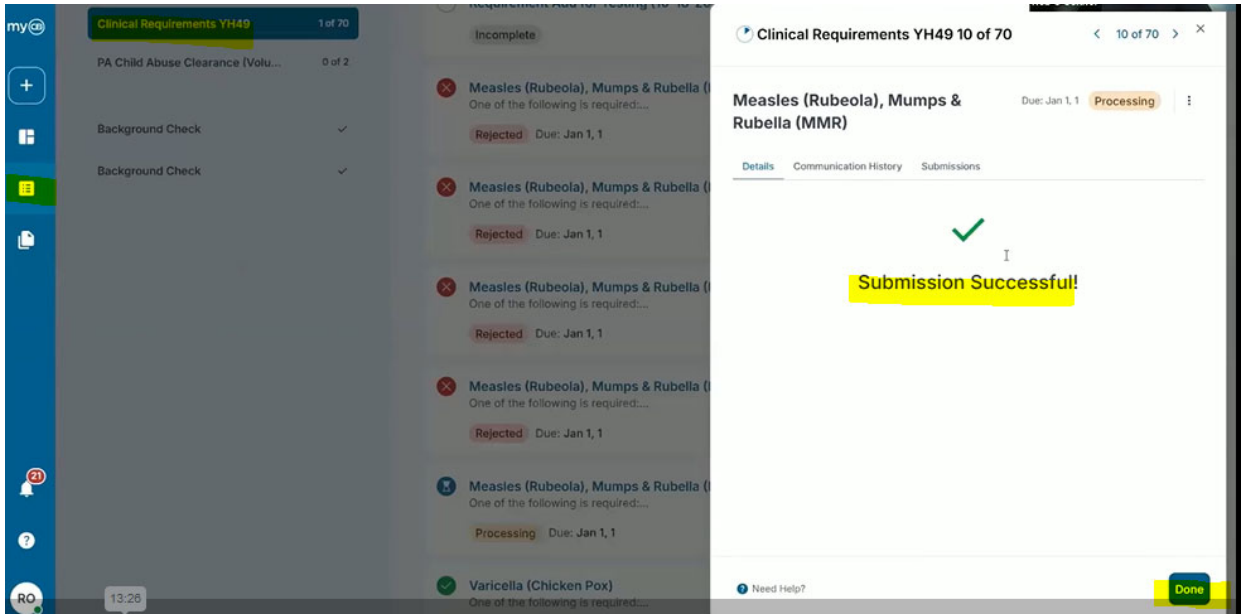 my CB
Clinical Requirements YH49
1 of 70
PA Child Abuse Clearance (Volu...
0 of 2
Background Check
Background Check
21
RO
13:26
Requirement Add for Testing
Incomplete
Measles (Rubeola), Mumps & Rubella (
One of the following is required:...
Rejected Due: Jan 1, 1
Measles (Rubeola), Mumps & Rubella (
One of the following is required:...
Rejected Due: Jan 1, 1
Measles (Rubeola), Mumps & Rubella (
One of the following is required:...
Rejected Due: Jan 1, 1
Measles (Rubeola), Mumps & Rubella (
One of the following is required:...
Rejected Due: Jan 1, 1
Measles (Rubeola), Mumps & Rubella (
One of the following is required:...
Processing Due: Jan 1, 1
Varicella (Chicken Pox)
One of the following is required:...
Clinical Requirements YH49 10 of 70
< 10 of 70 > ×
Measles (Rubeola), Mumps &
Rubella (MMR)
Due: Jan 1, 1 Processing
Details Communication History Submissions
Submission Successful!
Need Help?
Done